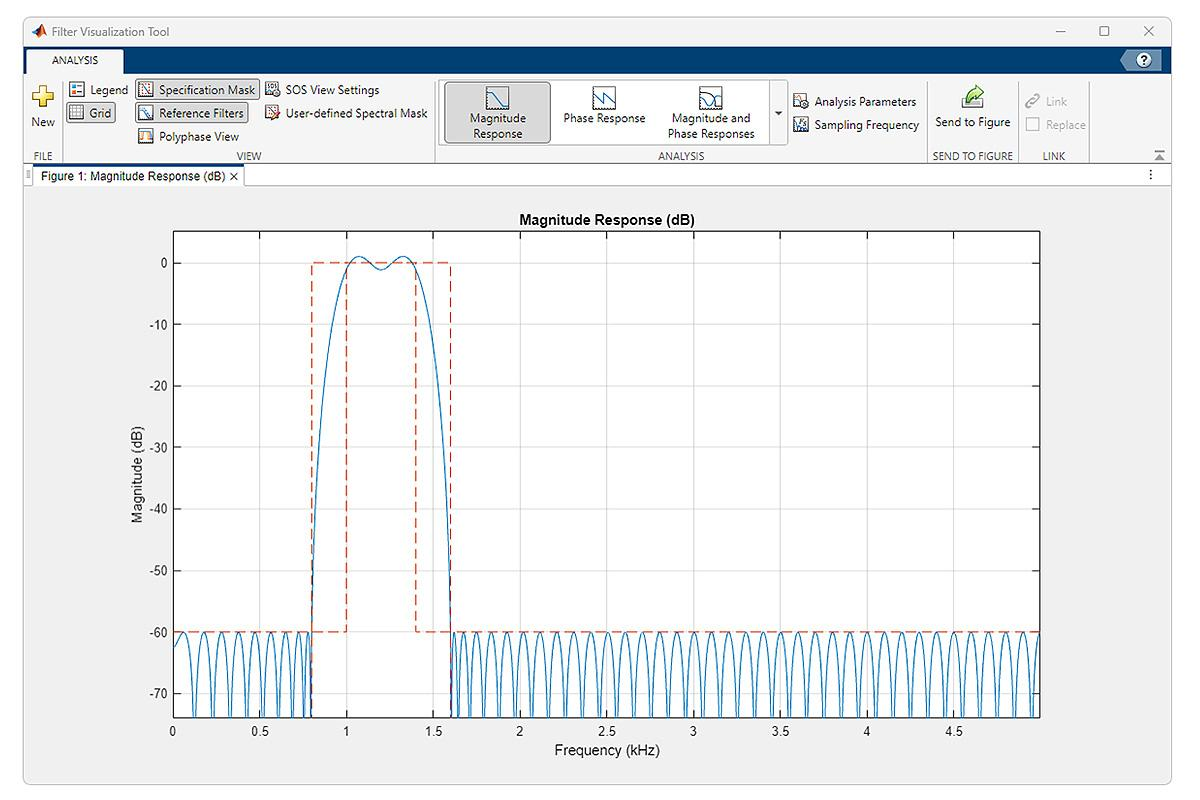 Filter Visualization Tool
ANALYSIS
?
New
FILE
Legend
Grid
Specification Mask
Reference Filters
Polyphase View
SOS View Settings
User-defined Spectral Mask
VIEW
Magnitude
Response
Phase Response
Magnitude and
Phase Responses
Analysis Parameters
Sampling Frequency
ANALYSIS
Send to Figure
SEND TO FIGURE
Link
Replace
LINK
Figure 1: Magnitude Response (dB) ×
Magnitude Response (dB)
Magnitude (dB)
0
-10
-20
-30
-40
-50
-60
-70
0 0.5 1 1.5 2 2.5 3 3.5 4 4.5
Frequency (kHz)